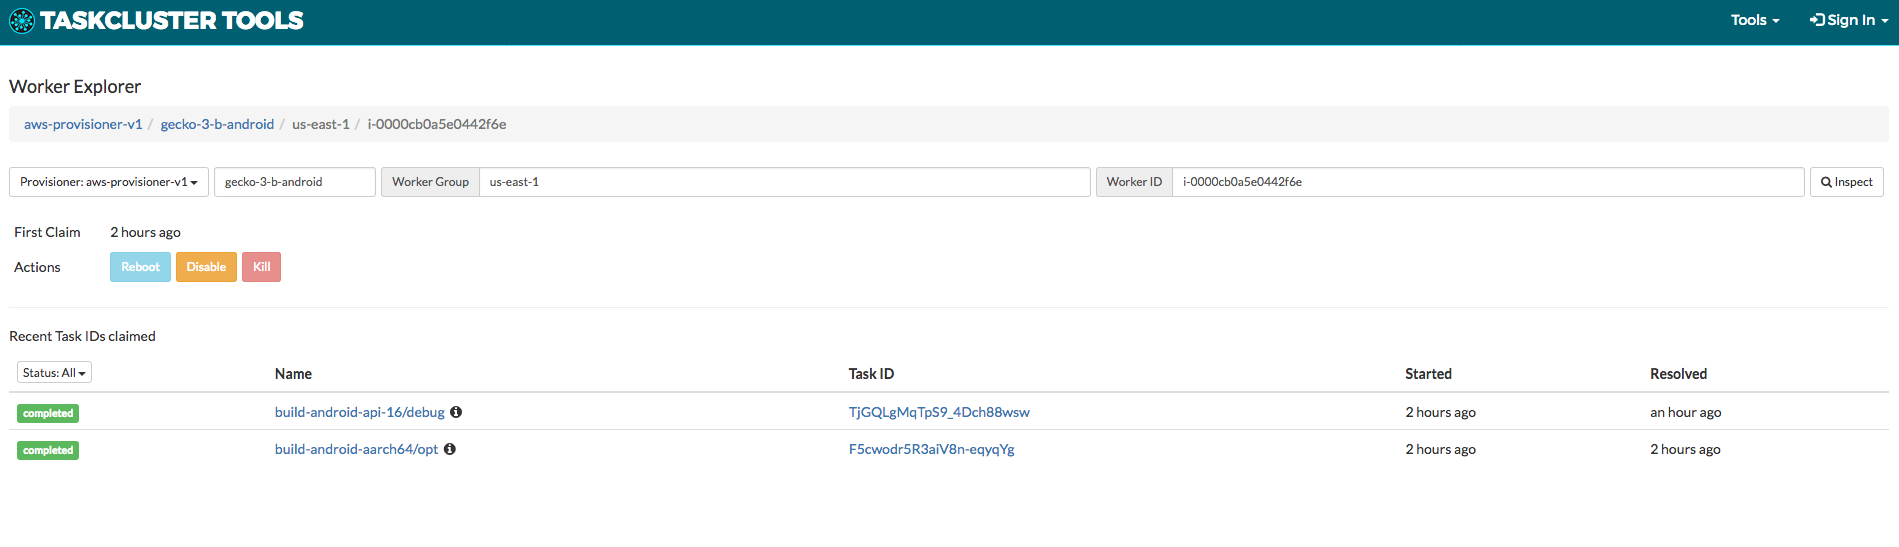 TASKCLUSTER TOOLS Tools Sign In
Worker Explorer
aws-provisioner-v1 / gecko-3-b-android / us-east-1 / i-0000cb0a5e0442f6e
Provisioner: aws-provisioner-v1 gecko-3-b-android Worker Group us-east-1 Worker ID i-0000cb0a5e0442f6e Inspect
First Claim 2 hours ago
Actions Reboot Disable Kill
Recent Task IDs claimed
Status: All Name Task ID Started Resolved
completed build-android-api-16/debug TjGQLgMqTpS9_4Dch88wsw 2 hours ago an hour ago
completed build-android-aarch64/opt F5cwodr5R3aiV8n-eqyqYg 2 hours ago 2 hours ago